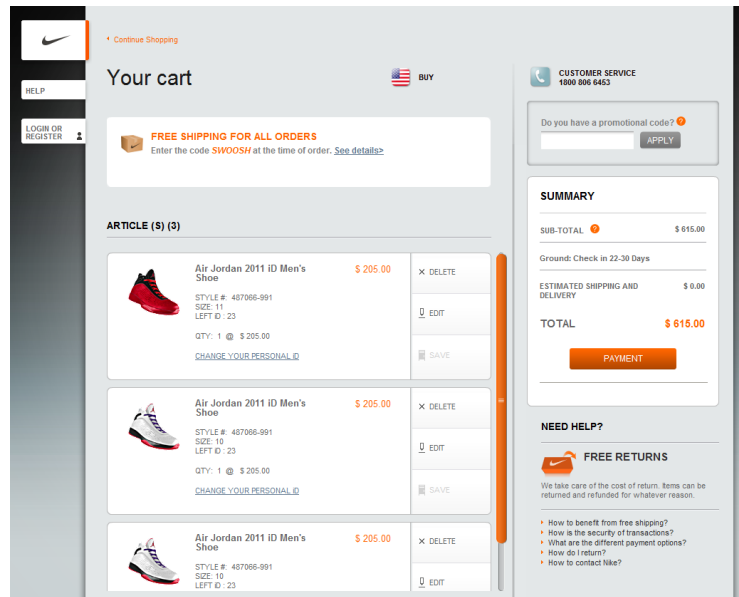 Continue Shopping
Your cart
BUY
CUSTOMER SERVICE
1800 806 6453
HELP
LOGIN OR
REGISTER
FREE SHIPPING FOR ALL ORDERS
Enter the code SWOOSH at the time of order. See details>
Do you have a promotional code? ?
APPLY
ARTICLE (S) (3)
Air Jordan 2011 iD Men's
Shoe
$ 205.00
STYLE #: 487066-991
SIZE: 11
LEFT iD : 23
QTY: 1 @ $ 205.00
CHANGE YOUR PERSONAL iD
DELETE
EDIT
SAVE
Air Jordan 2011 iD Men's
Shoe
$ 205.00
STYLE #: 487066-991
SIZE: 10
LEFT iD : 23
QTY: 1 @ $ 205.00
CHANGE YOUR PERSONAL iD
DELETE
EDIT
SAVE
Air Jordan 2011 iD Men's
Shoe
$ 205.00
STYLE #: 487066-991
SIZE: 10
LEFT iD : 23
DELETE
EDIT
SUMMARY
SUB-TOTAL ? $ 615.00
Ground: Check in 22-30 Days
ESTIMATED SHIPPING AND
DELIVERY
$ 0.00
TOTAL $ 615.00
PAYMENT
NEED HELP?
FREE RETURNS
We take care of the cost of return. Items can be
returned and refunded for whatever reason.
How to benefit from free shipping?
How is the security of transactions?
What are the different payment options?
How do I return?
How to contact Nike?